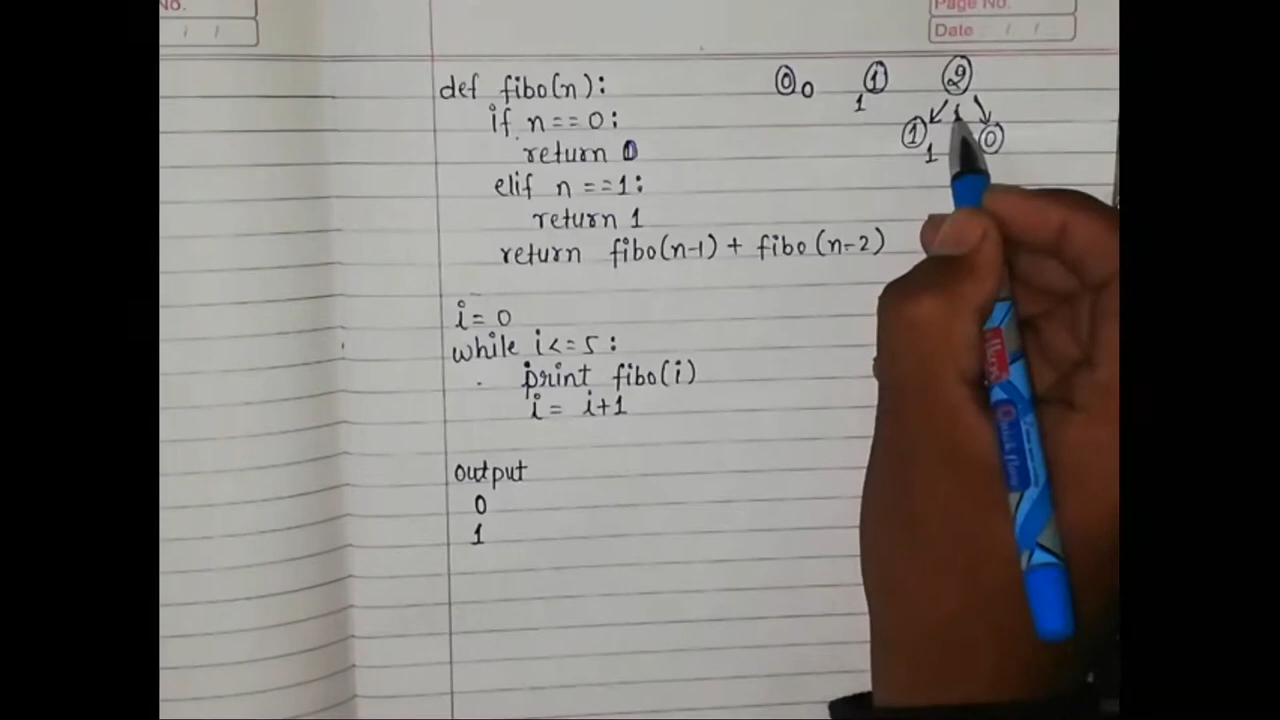 No.
/ /
Page No.
Date / /
def fibo(n):
if n==0:
return 0
elif n==1:
return 1
return fibo(n-1) + fibo(n-2)
i=0
while i<=5:
print fibo(i)
i= i+1
output
0
1
0 0 1 2
1
1 0
1